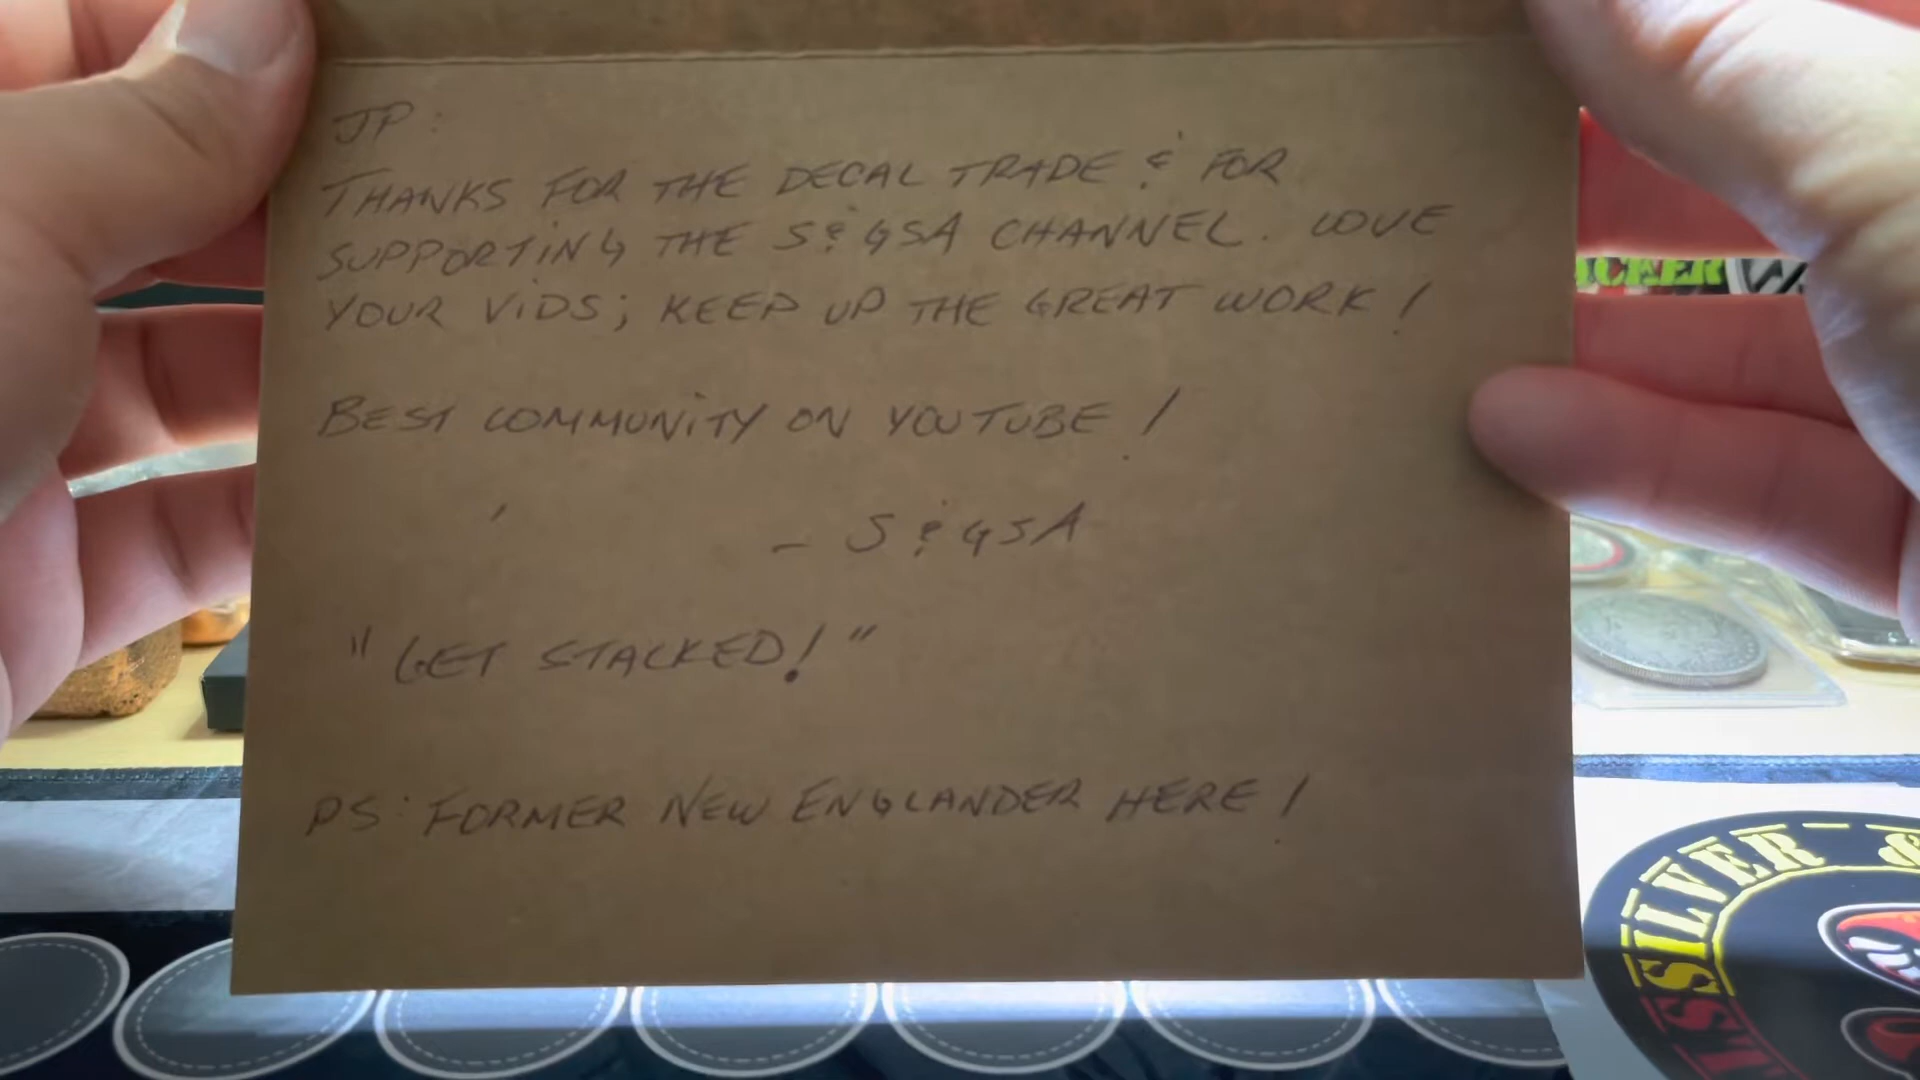 JP:
THANKS FOR THE DECAL TRADE & FOR
SUPPORTING THE S&GSA CHANNEL. LOVE
YOUR VIDS; KEEP UP THE GREAT WORK!
BEST COMMUNITY ON YOUTUBE!
- S&GSA
"GET STACKED!"
PS: FORMER NEW ENGLANDER HERE!
SILVER &